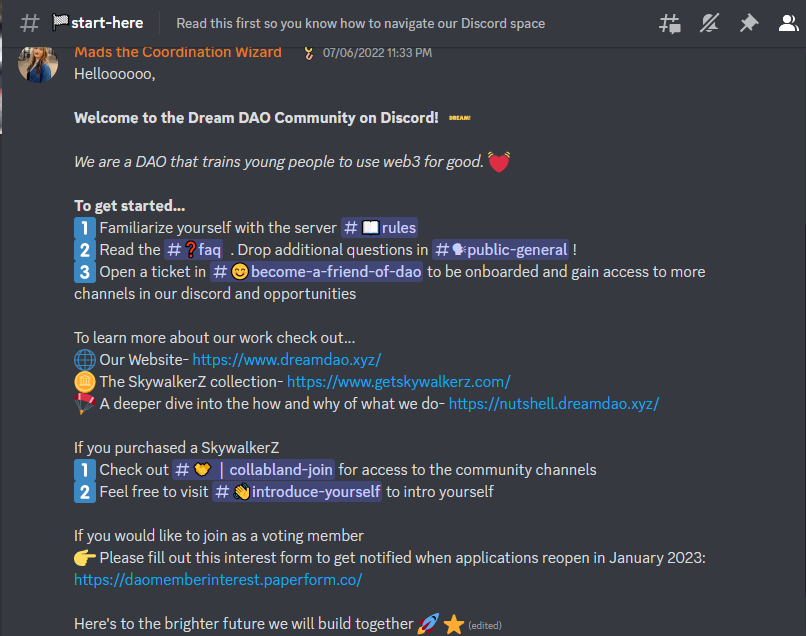 # 🏁start-here Read this first so you know how to navigate our Discord space
Mads the Coordination Wizard 07/06/2022 11:33 PM
Helloooooo,
Welcome to the Dream DAO Community on Discord! DREAM!
We are a DAO that trains young people to use web3 for good. 💓
To get started...
1️⃣ Familiarize yourself with the server #📖rules
2️⃣ Read the #❓faq . Drop additional questions in #🗣public-general !
3️⃣ Open a ticket in #😊become-a-friend-of-dao to be onboarded and gain access to more
channels in our discord and opportunities
To learn more about our work check out...
🌐 Our Website- https://www.dreamdao.xyz/
🪙 The SkywalkerZ collection- https://www.getskywalkerz.com/
🪂 A deeper dive into the how and why of what we do- https://nutshell.dreamdao.xyz/
If you purchased a SkywalkerZ
1️⃣ Check out #🤝 | collabland-join for access to the community channels
2️⃣ Feel free to visit #👋introduce-yourself to intro yourself
If you would like to join as a voting member
👉 Please fill out this interest form to get notified when applications reopen in January 2023:
https://daomemberinterest.paperform.co/
Here's to the brighter future we will build together 🚀 ⭐ (edited)